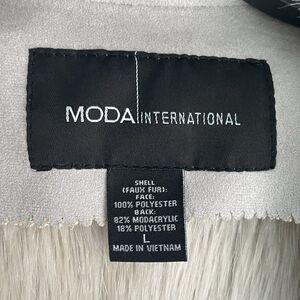 MODA INTERNATIONAL
SHELL
(FAUX FUR):
FACE:
100% POLYESTER
BACK:
82% MODACRYLIC
18% POLYESTER
L
MADE IN VIETNAM